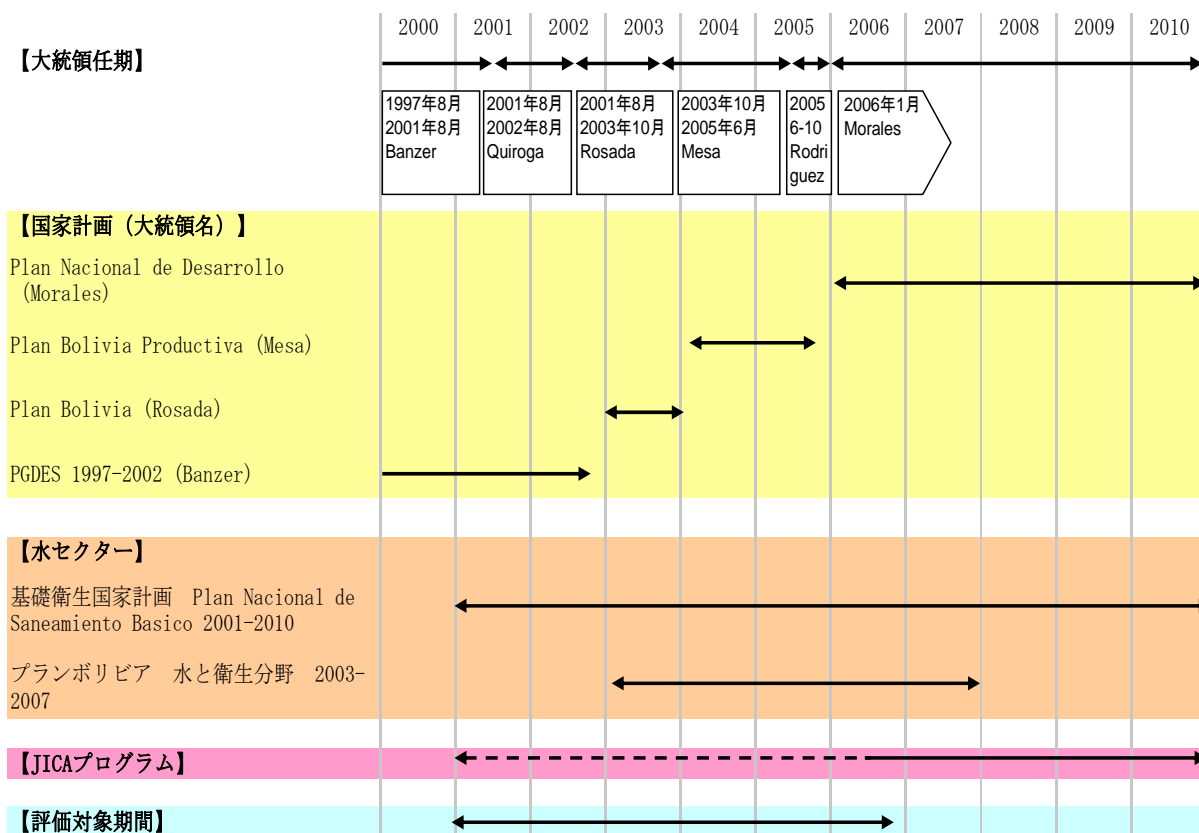 2000 2001 2002 2003 2004 2005 2006 2007 2008 2009 2010
【大統領任期】
1997年8月
2001年8月
Banzer
2001年8月
2002年8月
Quiroga
2001年8月
2003年10月
Rosada
2003年10月
2005年6月
Mesa
2005
6-10
Rodri
guez
2006年1月
Morales
【国家計画（大統領名）】
Plan Nacional de Desarrollo
(Morales)
Plan Bolivia Productiva (Mesa)
Plan Bolivia (Rosada)
PGDES 1997-2002 (Banzer)
【水セクター】
基礎衛生国家計画　Plan Nacional de
Saneamiento Basico 2001-2010
プランボリビア　水と衛生分野　2003-
2007
【JICAプログラム】
【評価対象期間】